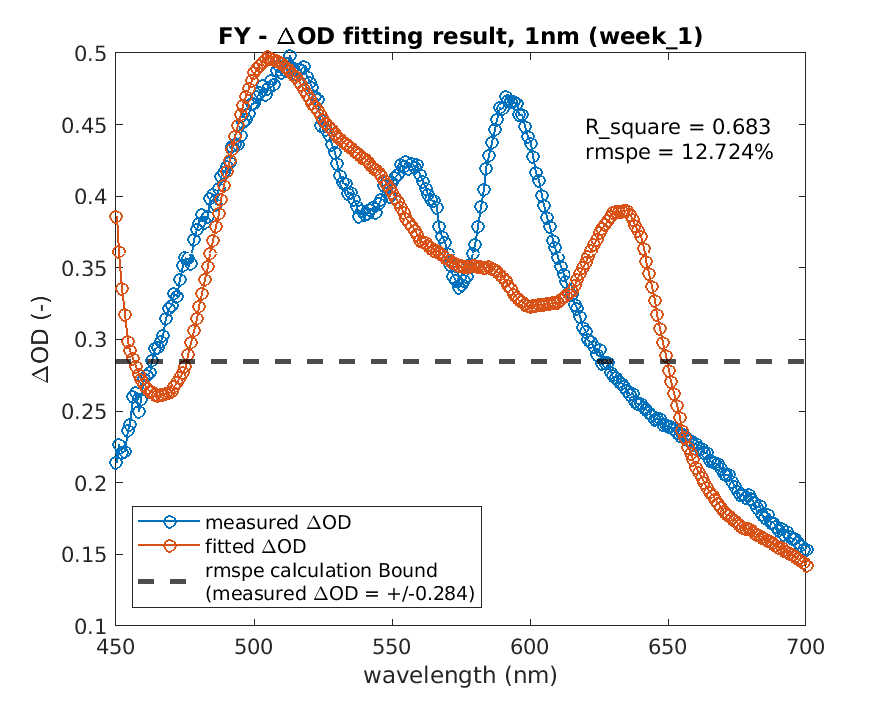 FY - ΔOD fitting result, 1nm (week_1)
0.5
0.45
0.4
0.35
0.3
0.25
0.2
0.15
0.1
ΔOD (-)
R_square = 0.683
rmspe = 12.724%
measured ΔOD
fitted ΔOD
rmspe calculation Bound
(measured ΔOD = +/-0.284)
450 500 550 600 650 700
wavelength (nm)